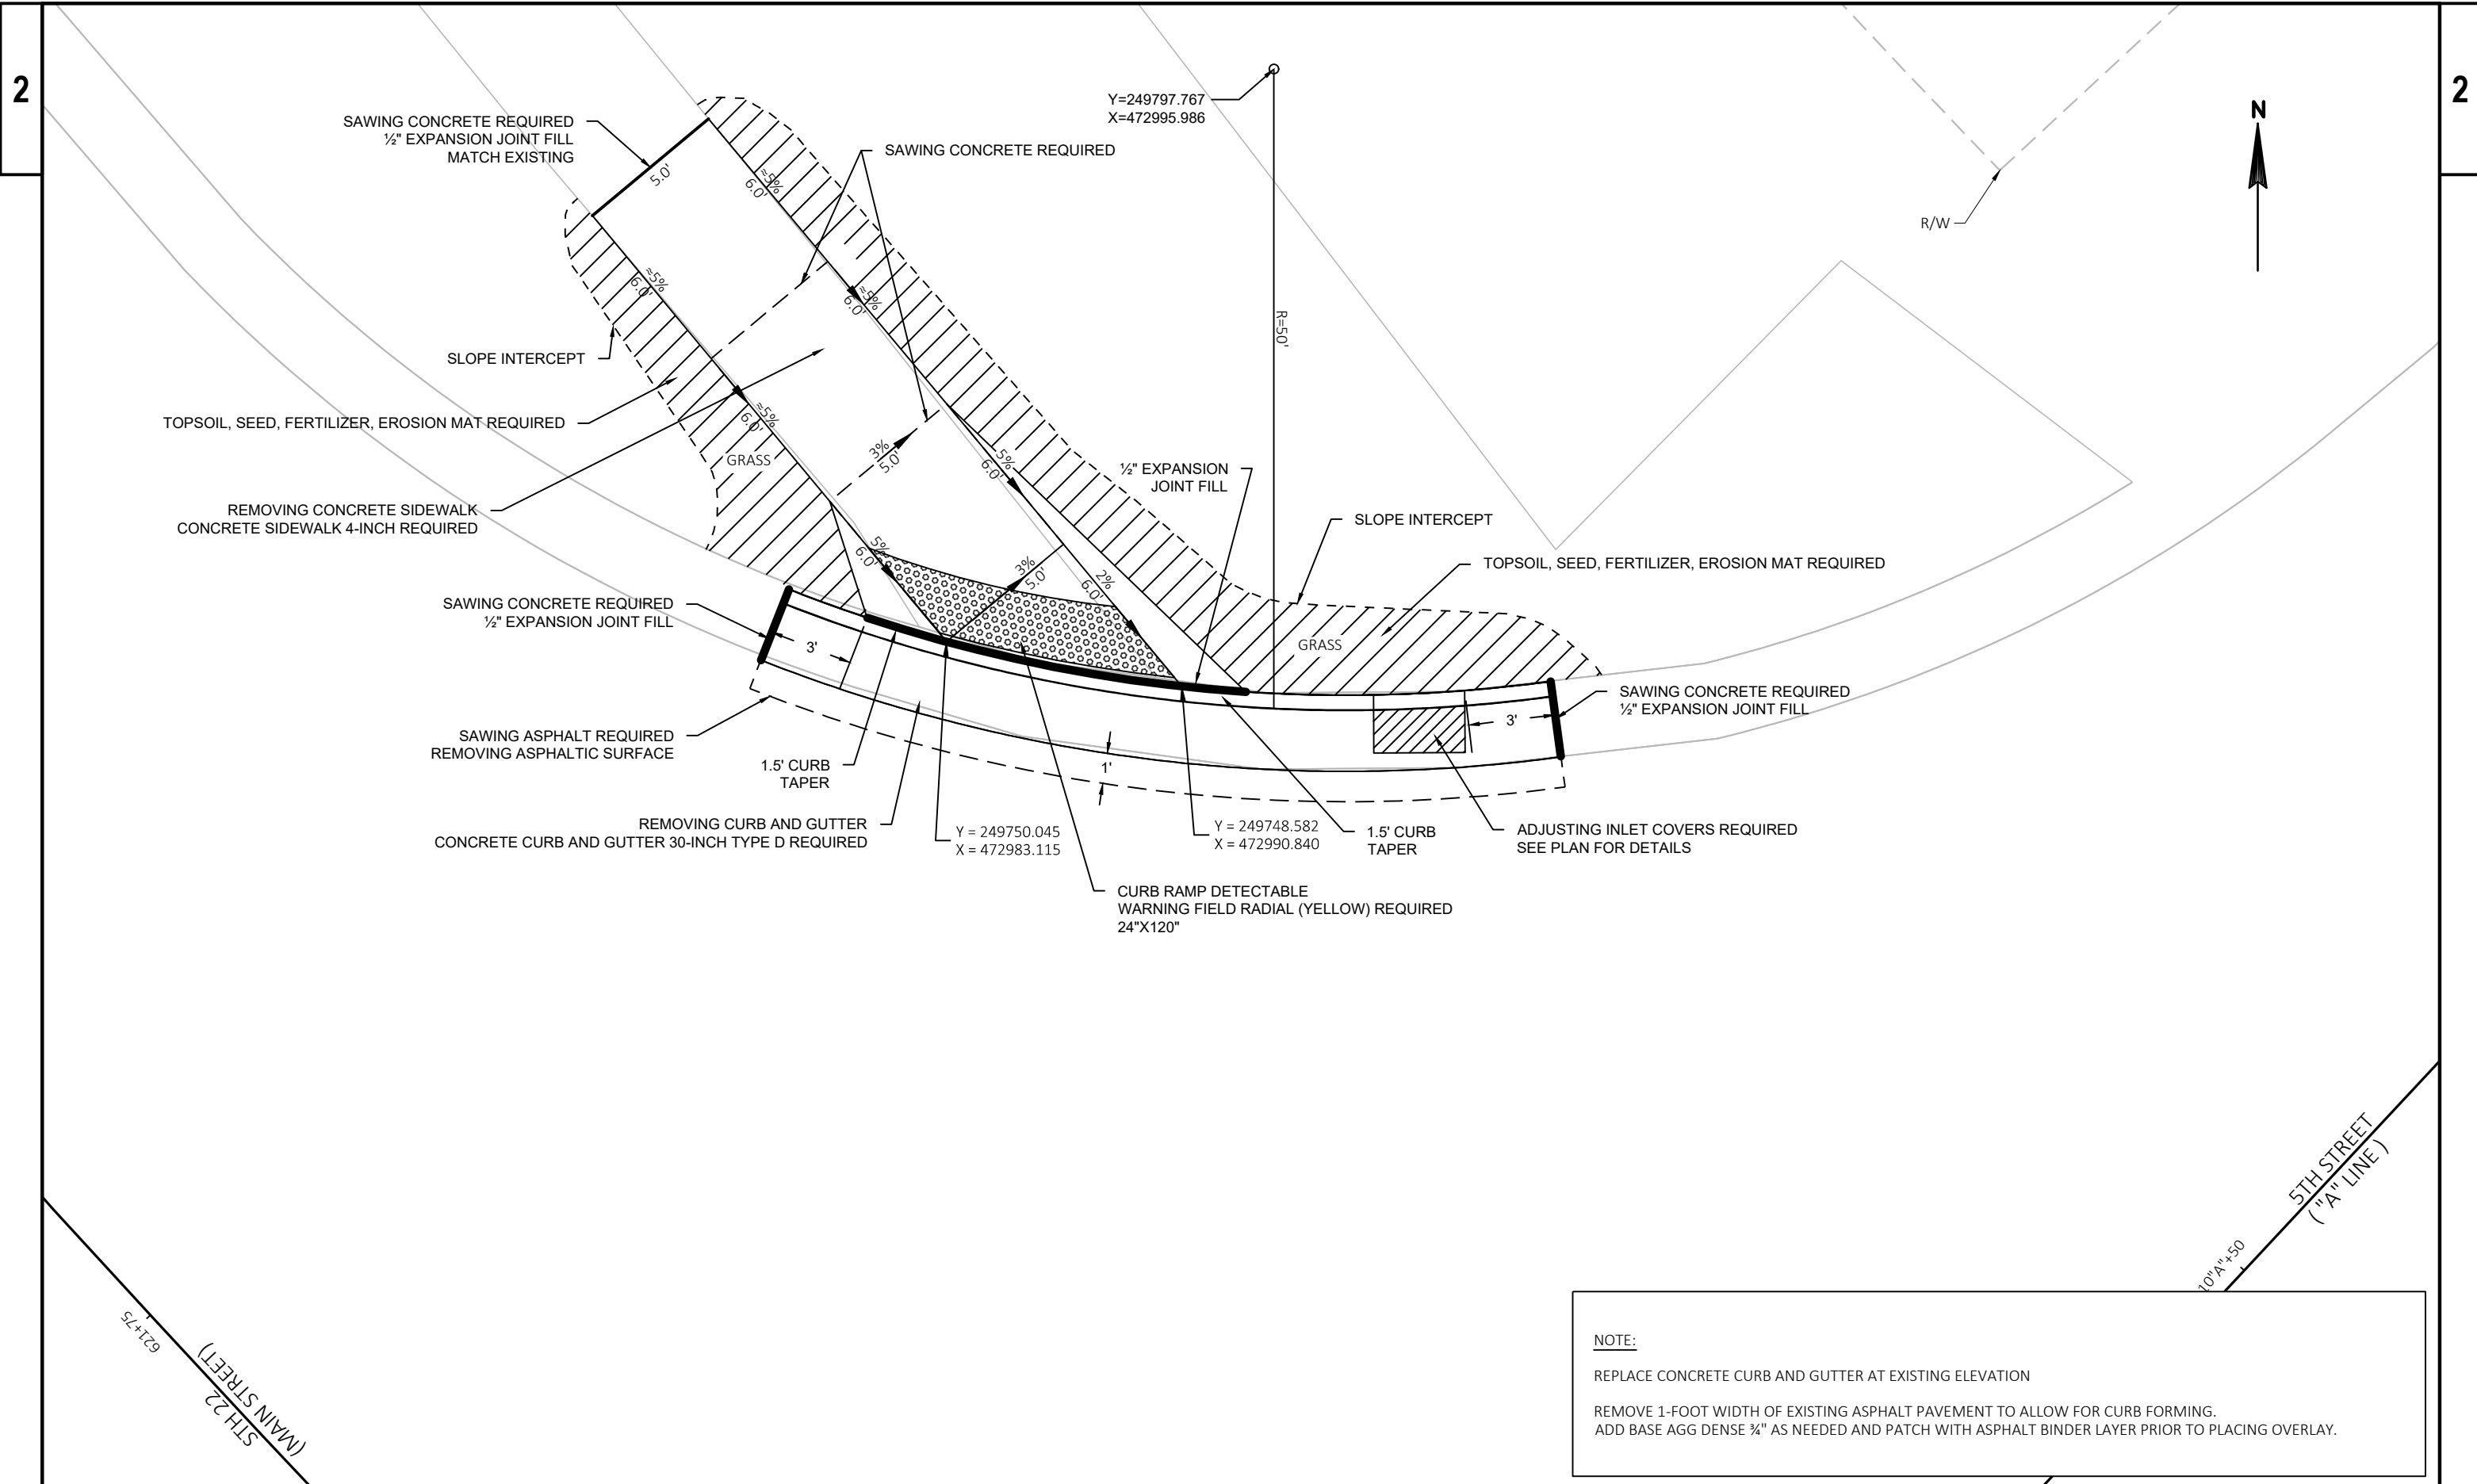 2
2
SAWING CONCRETE REQUIRED
½" EXPANSION JOINT FILL
MATCH EXISTING
5.0'
Y=249797.767
X=472995.986
SAWING CONCRETE REQUIRED
N
R/W
≈5%
6.0'
≈5%
6.0'
≈5%
6.0'
≈5%
6.0'
R=50'
SLOPE INTERCEPT
TOPSOIL, SEED, FERTILIZER, EROSION MAT REQUIRED
GRASS
3%
5.0'
5%
6.0'
½" EXPANSION
JOINT FILL
REMOVING CONCRETE SIDEWALK
CONCRETE SIDEWALK 4-INCH REQUIRED
SLOPE INTERCEPT
TOPSOIL, SEED, FERTILIZER, EROSION MAT REQUIRED
5%
6.0'
3%
5.0'
2%
6.0'
GRASS
SAWING CONCRETE REQUIRED
½" EXPANSION JOINT FILL
3'
SAWING CONCRETE REQUIRED
½" EXPANSION JOINT FILL
3'
SAWING ASPHALT REQUIRED
REMOVING ASPHALTIC SURFACE
1.5' CURB
TAPER
1'
REMOVING CURB AND GUTTER
CONCRETE CURB AND GUTTER 30-INCH TYPE D REQUIRED
Y = 249750.045
X = 472983.115
Y = 249748.582
X = 472990.840
1.5' CURB
TAPER
ADJUSTING INLET COVERS REQUIRED
SEE PLAN FOR DETAILS
CURB RAMP DETECTABLE
WARNING FIELD RADIAL (YELLOW) REQUIRED
24"X120"
5TH STREET
( "A" LINE )
10"A"+50
621+75
STH 22
(MAIN STREET)
NOTE:
REPLACE CONCRETE CURB AND GUTTER AT EXISTING ELEVATION
REMOVE 1-FOOT WIDTH OF EXISTING ASPHALT PAVEMENT TO ALLOW FOR CURB FORMING.
ADD BASE AGG DENSE ¾" AS NEEDED AND PATCH WITH ASPHALT BINDER LAYER PRIOR TO PLACING OVERLAY.